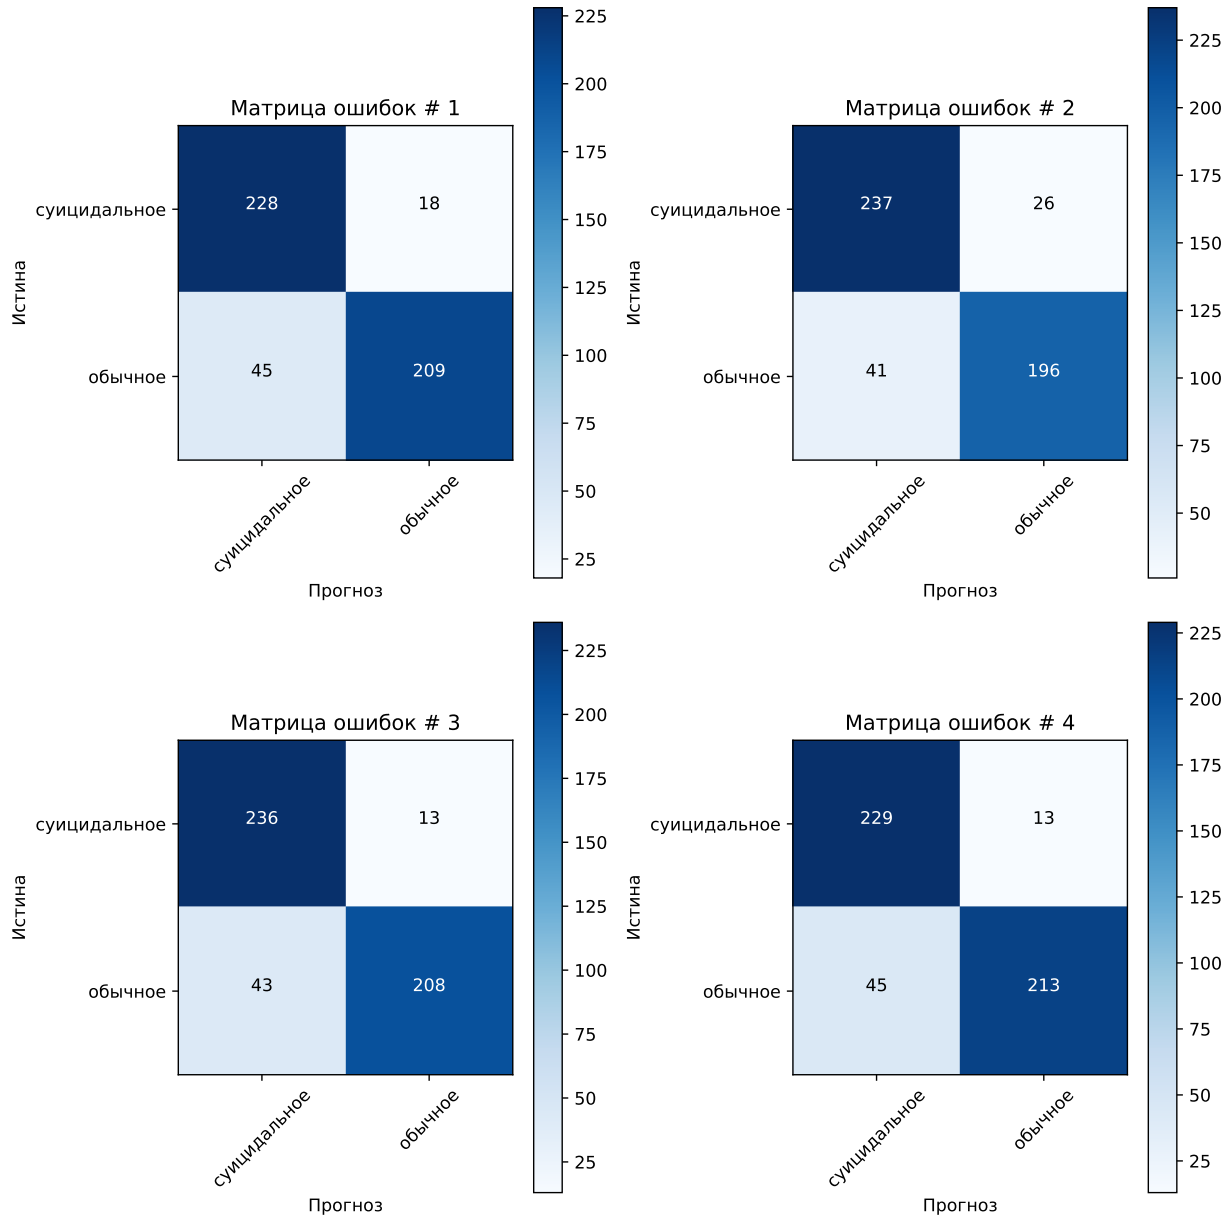 Матрица ошибок # 1
суицидальное
обычное
228
18
45
209
Истина
суицидальное
обычное
Прогноз
225
200
175
150
125
100
75
50
25
Матрица ошибок # 2
суицидальное
обычное
237
26
41
196
Истина
суицидальное
обычное
Прогноз
225
200
175
150
125
100
75
50
Матрица ошибок # 3
суицидальное
обычное
236
13
43
208
Истина
суицидальное
обычное
Прогноз
225
200
175
150
125
100
75
50
25
Матрица ошибок # 4
суицидальное
обычное
229
13
45
213
Истина
суицидальное
обычное
Прогноз
225
200
175
150
125
100
75
50
25